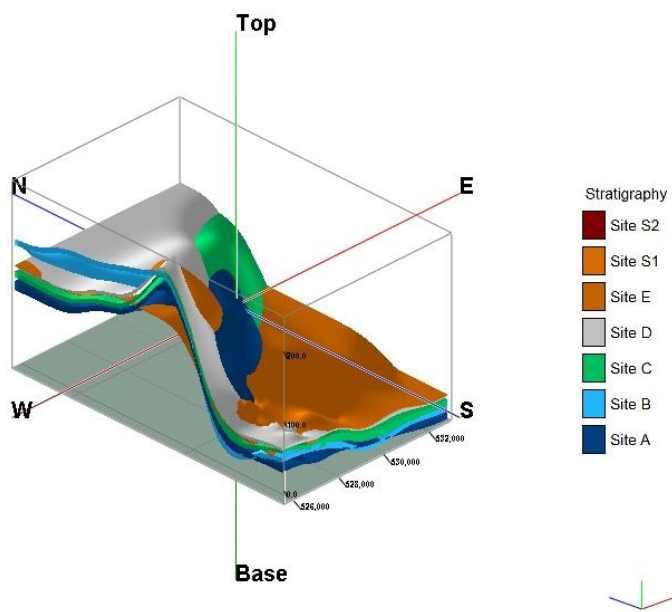 Top
N
E
Stratigraphy
Site S2
Site S1
Site E
Site D
Site C
Site B
Site A
200.0
W
S
100.0
532,000
530,000
528,000
0.0
526,000
Base